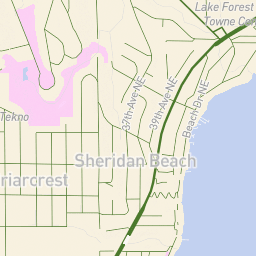 Lake Forest
Towne Ce
37th Ave NE
39th Ave NE
Beach Dr NE
Tekno
Sheridan Beach
riarcrest